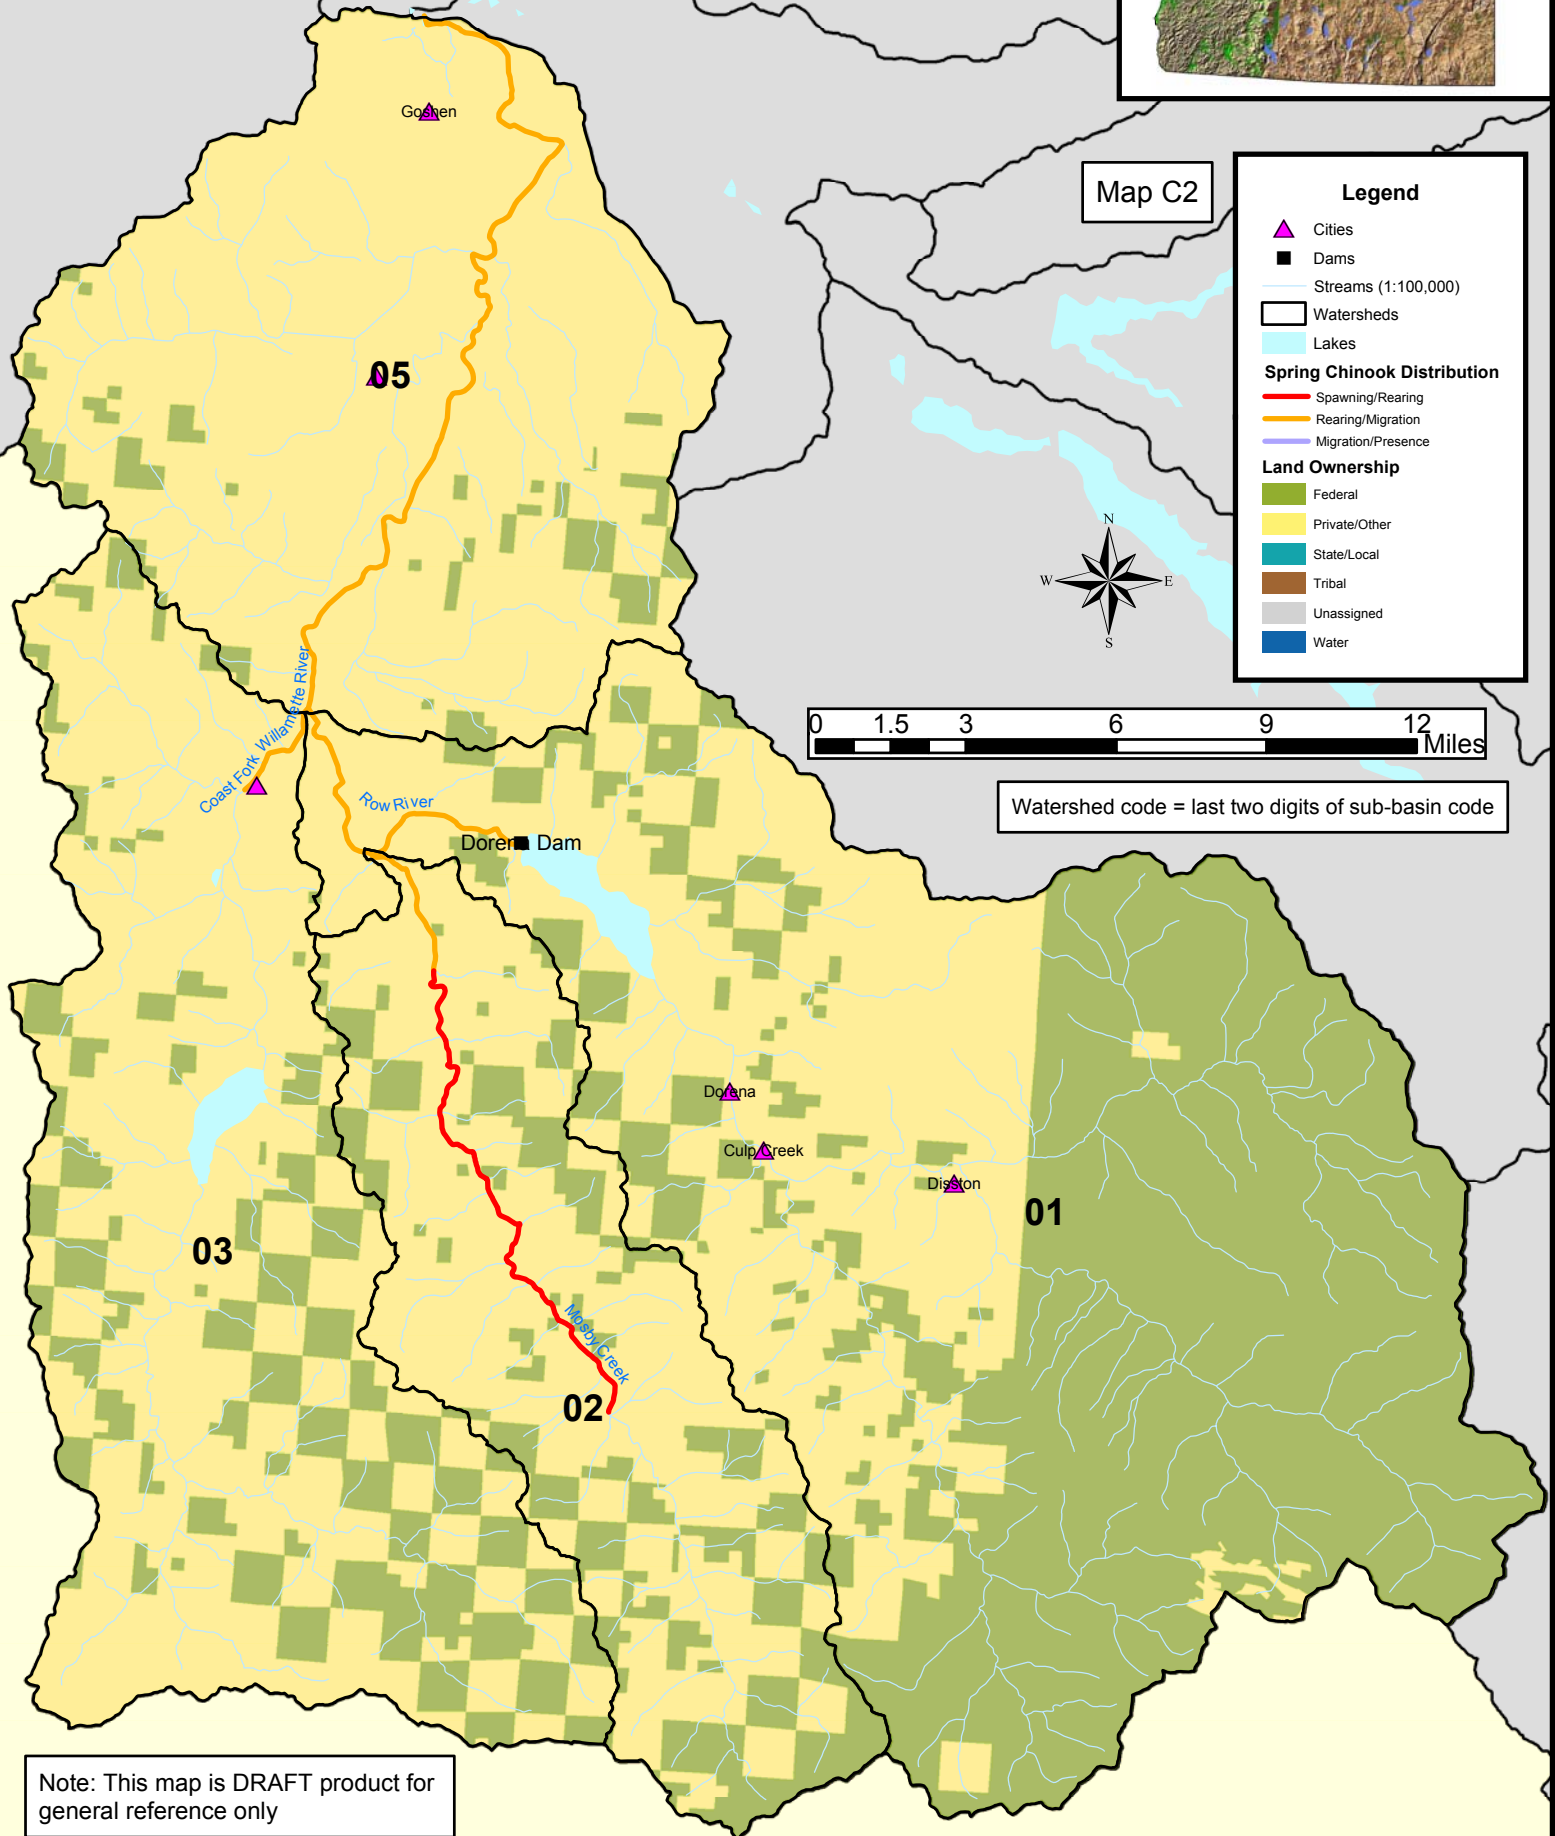 Goshen
Map C2
Legend
Cities
Dams
Streams (1:100,000)
Watersheds
Lakes
Spring Chinook Distribution
Spawning/Rearing
Rearing/Migration
Migration/Presence
Land Ownership
Federal
Private/Other
State/Local
Tribal
Unassigned
Water
05
N
W E
S
0 1.5 3 6 9 12
Miles
Watershed code = last two digits of sub-basin code
Coast Fork Willamette River
Row River
Dorena Dam
Dorena
Culp Creek
Disston
01
03
Mosby Creek
02
Note: This map is DRAFT product for
general reference only